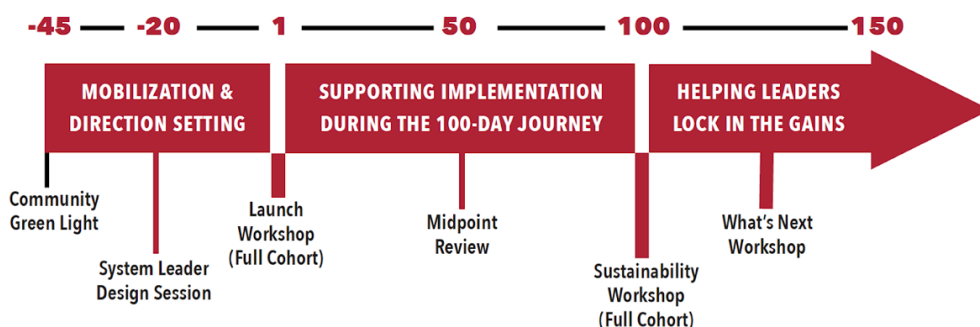 -45 -20 1 50 100 150
MOBILIZATION &
DIRECTION SETTING
SUPPORTING IMPLEMENTATION
DURING THE 100-DAY JOURNEY
HELPING LEADERS
LOCK IN THE GAINS
Community
Green Light
System Leader
Design Session
Launch
Workshop
(Full Cohort)
Midpoint
Review
Sustainability
Workshop
(Full Cohort)
What's Next
Workshop